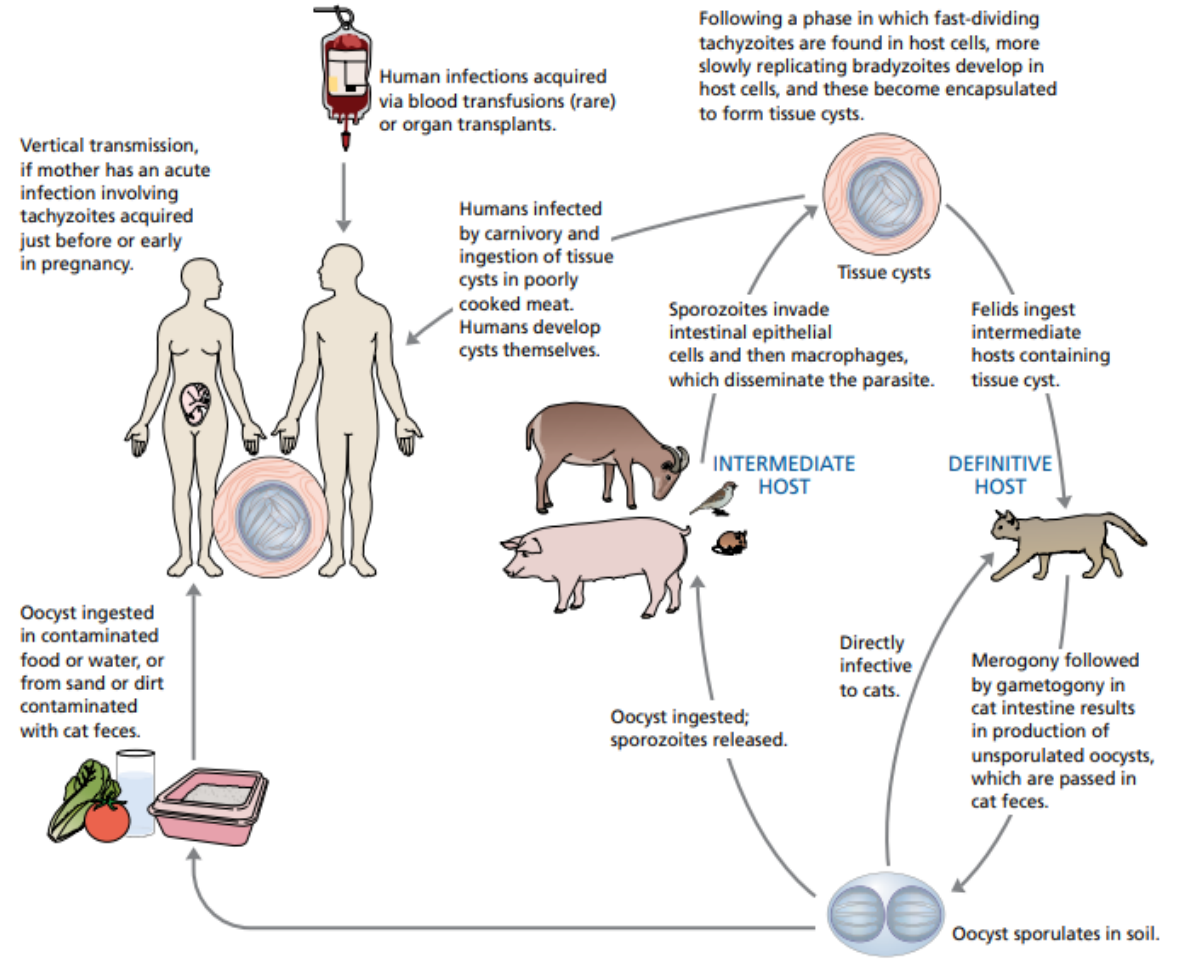 Following a phase in which fast-dividing
tachyzoites are found in host cells, more
slowly replicating bradyzoites develop in
host cells, and these become encapsulated
to form tissue cysts.
Human infections acquired
via blood transfusions (rare)
or organ transplants.
Vertical transmission,
if mother has an acute
infection involving
tachyzoites acquired
just before or early
in pregnancy.
Humans infected
by carnivory and
ingestion of tissue
cysts in poorly
cooked meat.
Humans develop
cysts themselves.
Tissue cysts
Sporozoites invade
intestinal epithelial
cells and then macrophages,
which disseminate the parasite.
Felids ingest
intermediate
hosts containing
tissue cyst.
INTERMEDIATE
HOST
DEFINITIVE
HOST
Oocyst ingested
in contaminated
food or water, or
from sand or dirt
contaminated
with cat feces.
Oocyst ingested;
sporozoites released.
Directly
infective
to cats.
Merogony followed
by gametogony in
cat intestine results
in production of
unsporulated oocysts,
which are passed in
cat feces.
Oocyst sporulates in soil.